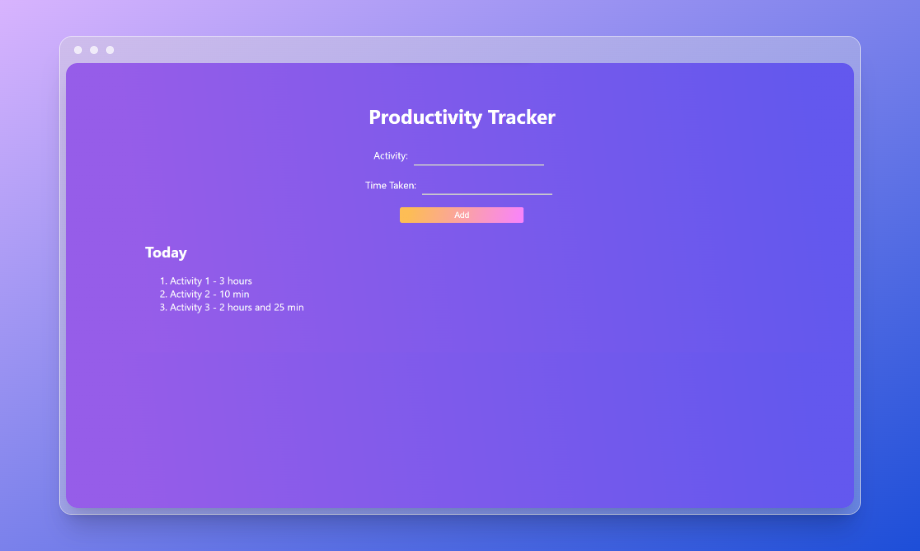 Productivity Tracker
Activity:
Time Taken:
Add
Today
1. Activity 1 - 3 hours
2. Activity 2 - 10 min
3. Activity 3 - 2 hours and 25 min